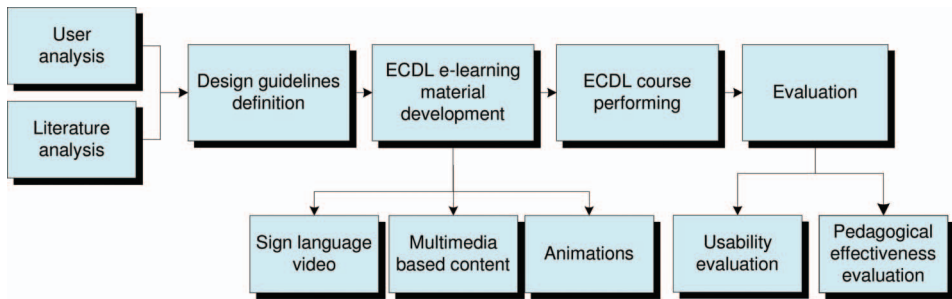 User
analysis
Literature
analysis
Design guidelines
definition
ECDL e-learning
material
development
ECDL course
performing
Evaluation
Sign language
video
Multimedia
based content
Animations
Usability
evaluation
Pedagogical
effectiveness
evaluation